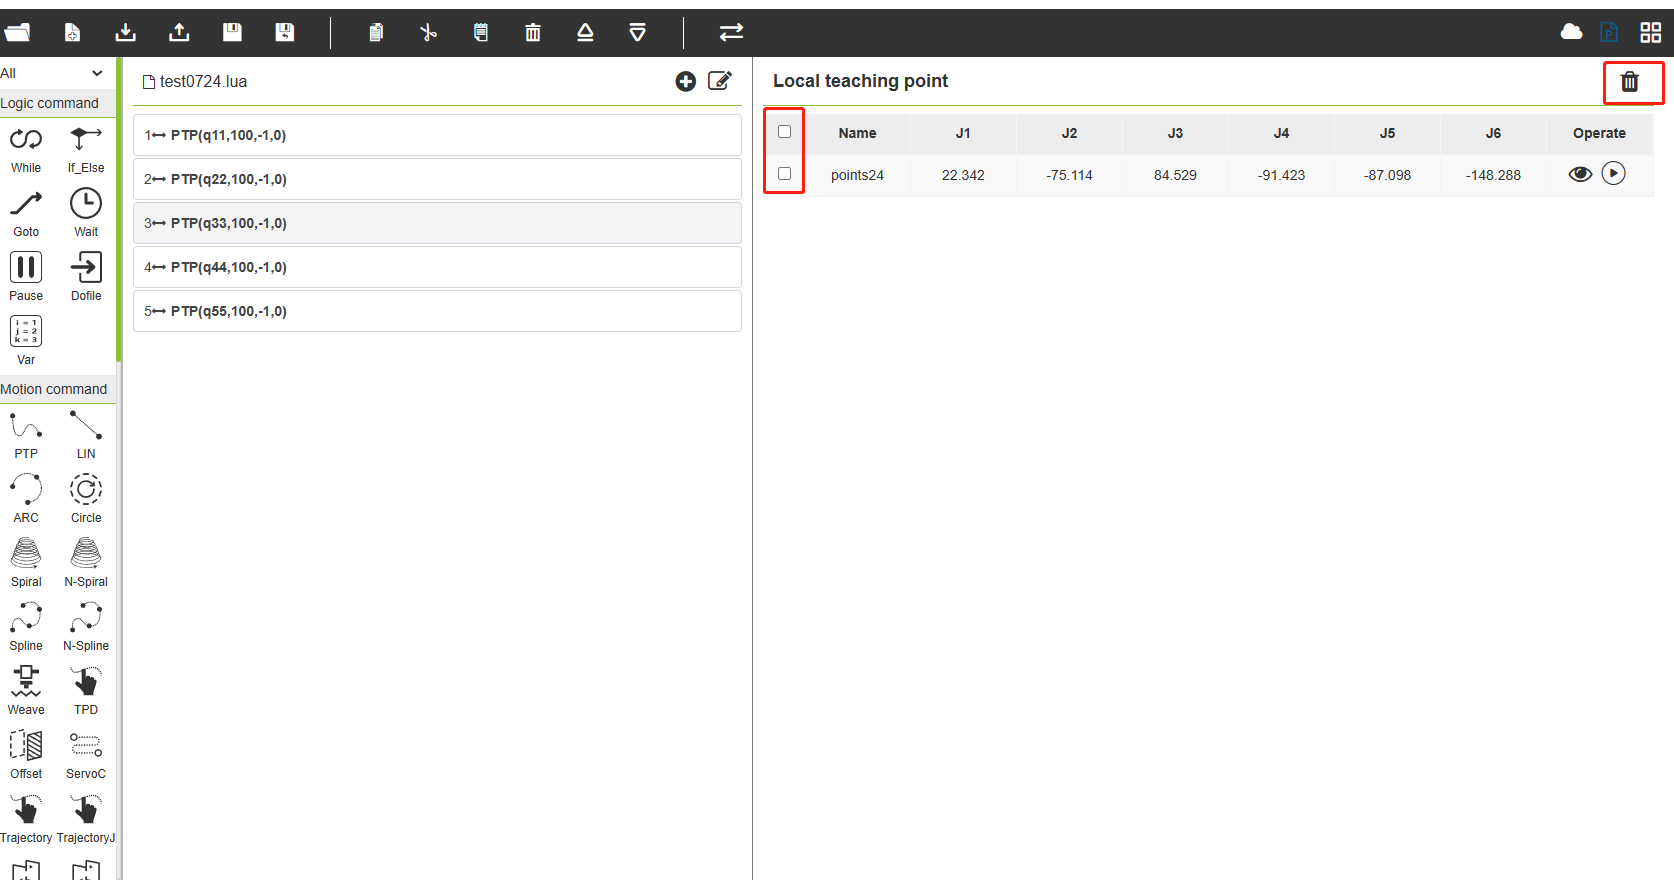 All
Logic command
While
If_Else
Goto
Wait
Pause
Dofile
i = 1
j = 2
k = 3
Var
Motion command
PTP
LIN
ARC
Circle
Spiral
N-Spiral
Spline
N-Spline
Weave
TPD
Offset
ServoC
Trajectory
TrajectoryJ
test0724.lua
1 PTP(q11,100,-1,0)
2 PTP(q22,100,-1,0)
3 PTP(q33,100,-1,0)
4 PTP(q44,100,-1,0)
5 PTP(q55,100,-1,0)
P
Local teaching point
Name J1 J2 J3 J4 J5 J6 Operate
points24 22.342 -75.114 84.529 -91.423 -87.098 -148.288